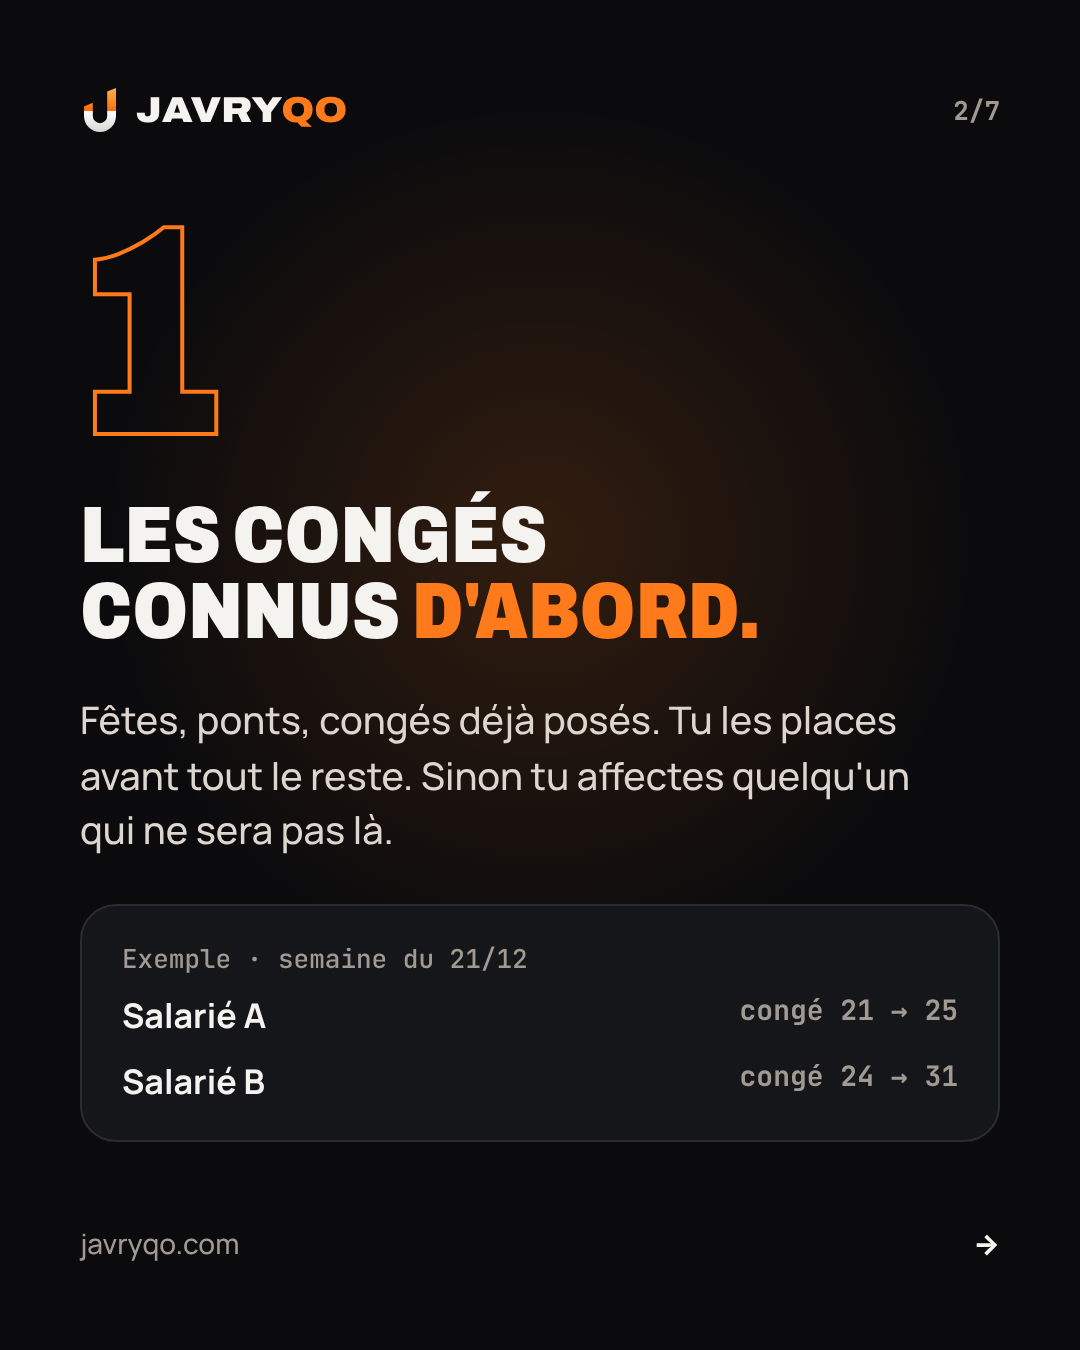 JAVRYQO
2/7
1
LES CONGÉS
CONNUS D'ABORD.
Fêtes, ponts, congés déjà posés. Tu les places
avant tout le reste. Sinon tu affectes quelqu'un
qui ne sera pas là.
Exemple · semaine du 21/12
Salarié A congé 21 → 25
Salarié B congé 24 → 31
javryqo.com →